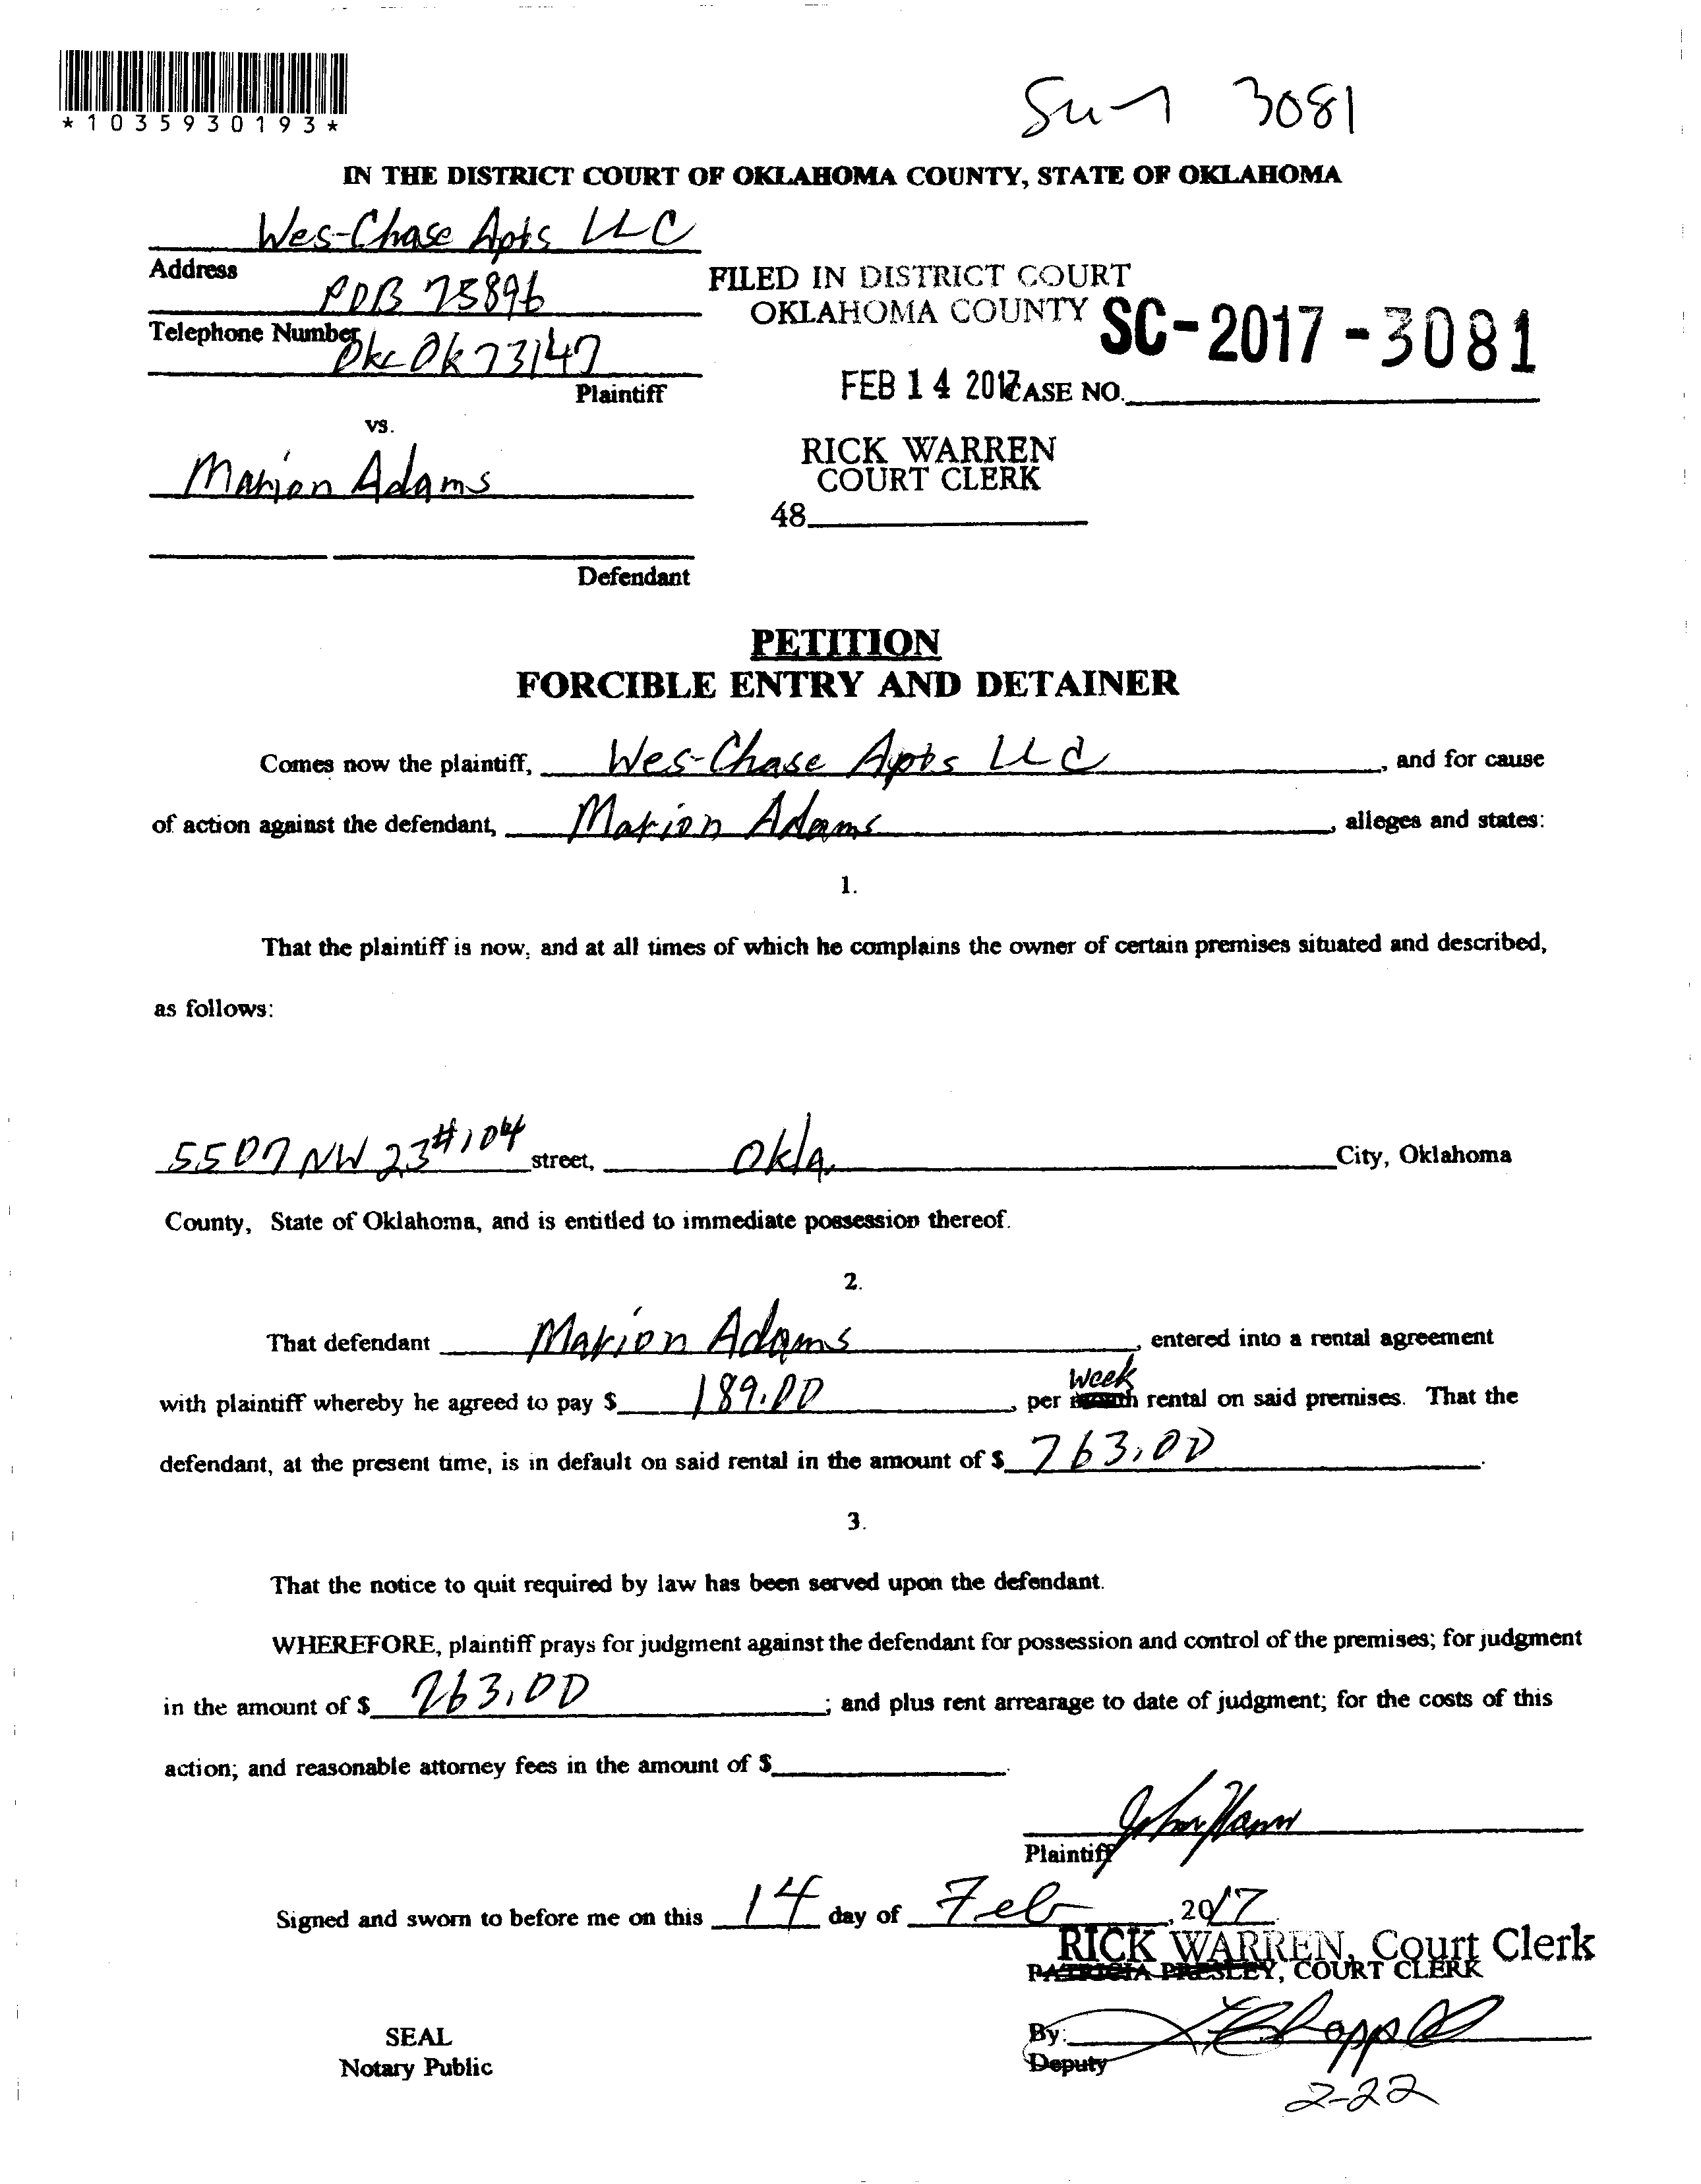 *1035930193*
3081
IN THE DISTRICT COURT OF OKLAHOMA COUNTY, STATE OF OKLAHOMA
Wes-Chase Apts LLC
Address
POB 75896
Telephone Number
Okc Ok 73147
Plaintiff
FILED IN DISTRICT COURT
OKLAHOMA COUNTY
SC-2017-3081
FEB 14 2017
CASE NO.
vs.
Marion Adams
RICK WARREN
COURT CLERK
48
Defendant
PETITION
FORCIBLE ENTRY AND DETAINER
Comes now the plaintiff, Wes-Chase Apts LLC, and for cause
of action against the defendant, Marion Adams, alleges and states:
1.
That the plaintiff is now, and at all times of which he complains the owner of certain premises situated and described,
as follows:
5507 NW 23 #104 street, Okla. City, Oklahoma
County, State of Oklahoma, and is entitled to immediate possession thereof.
2.
That defendant Marion Adams, entered into a rental agreement
with plaintiff whereby he agreed to pay $ 189.00, per week month rental on said premises. That the
defendant, at the present time, is in default on said rental in the amount of $ 763.00.
3.
That the notice to quit required by law has been served upon the defendant.
WHEREFORE, plaintiff prays for judgment against the defendant for possession and control of the premises; for judgment
in the amount of $ 763.00; and plus rent arrearage to date of judgment; for the costs of this
action; and reasonable attorney fees in the amount of $ .
Plaintiff
Signed and sworn to before me on this 14 day of Feb, 2017.
RICK WARREN, Court Clerk
PATRICIA PRESLEY, COURT CLERK
SEAL
Notary Public
By:
Deputy
2-22